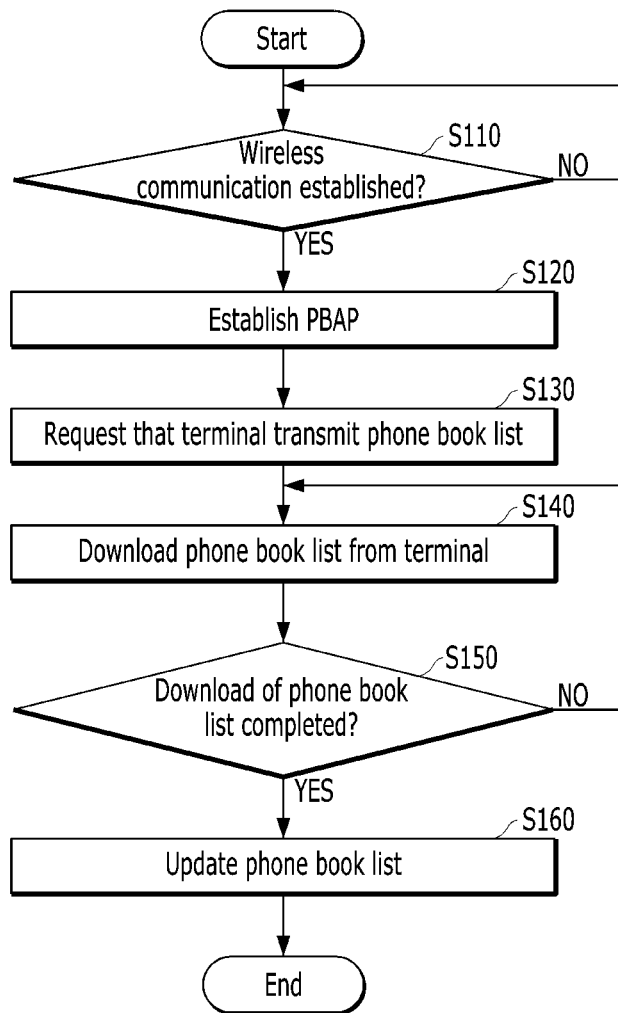 Start
S110
Wireless
communication established?
NO
YES
S120
Establish PBAP
S130
Request that terminal transmit phone book list
S140
Download phone book list from terminal
S150
Download of phone book
list completed?
NO
YES
S160
Update phone book list
End